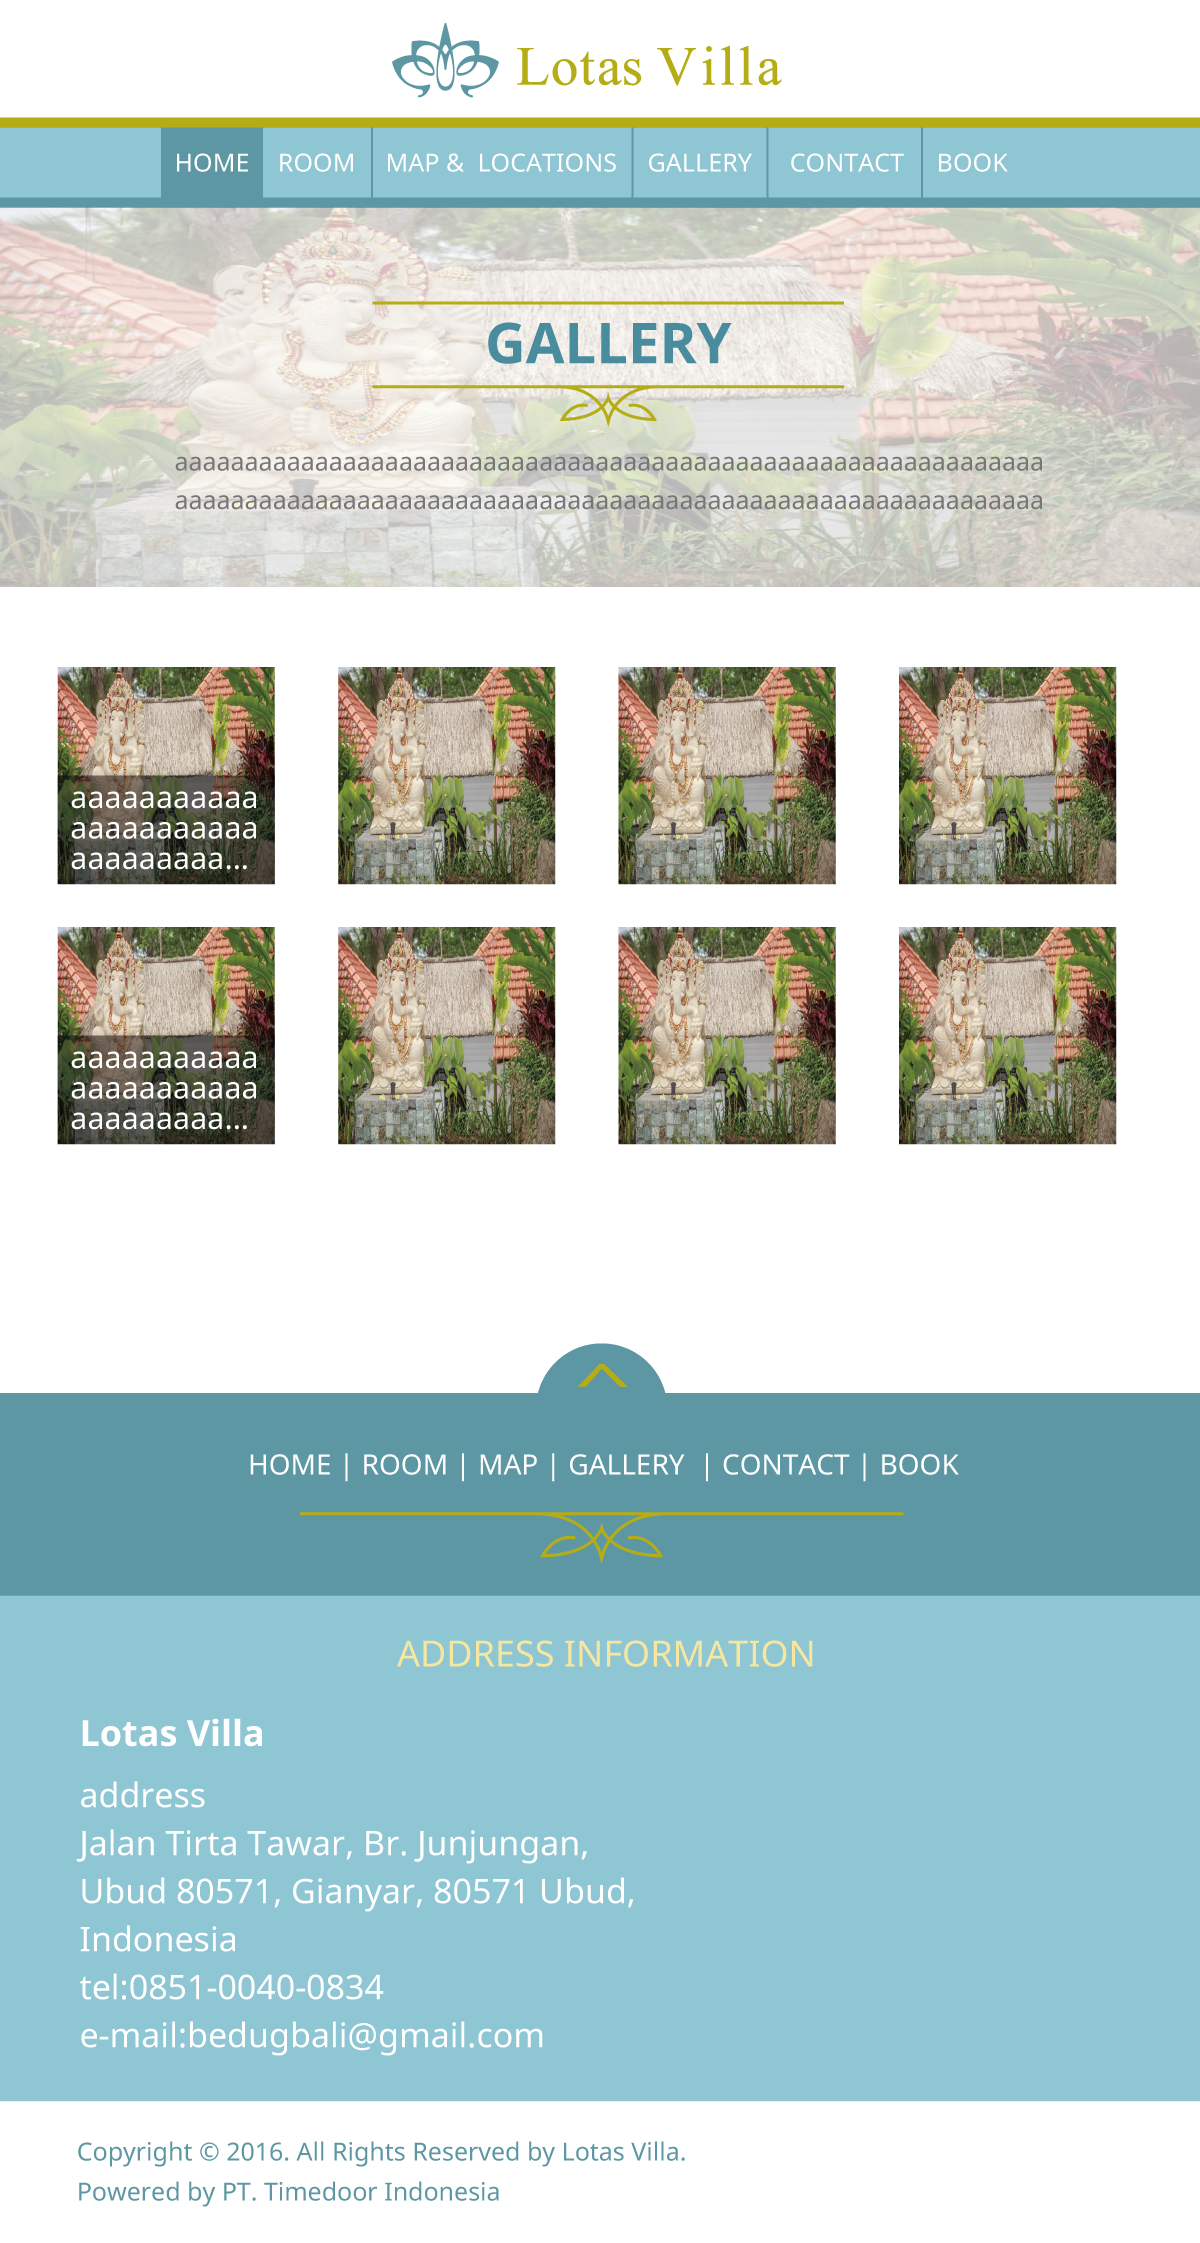 Lotas Villa
HOME ROOM MAP & LOCATIONS GALLERY CONTACT BOOK
GALLERY
aaaaaaaaaaaaaaaaaaaaaaaaaaaaaaaaaaaaaaaaaaaaaaaaaaaaaaaaaaaaaa
aaaaaaaaaaaaaaaaaaaaaaaaaaaaaaaaaaaaaaaaaaaaaaaaaaaaaaaaaaaaaa
aaaaaaaaaaa
aaaaaaaaaaa
aaaaaaaaa...
aaaaaaaaaaa
aaaaaaaaaaa
aaaaaaaaa...
HOME | ROOM | MAP | GALLERY | CONTACT | BOOK
ADDRESS INFORMATION
Lotas Villa
address
Jalan Tirta Tawar, Br. Junjungan,
Ubud 80571, Gianyar, 80571 Ubud,
Indonesia
tel:0851-0040-0834
e-mail:bedugbali@gmail.com
Copyright © 2016. All Rights Reserved by Lotas Villa.
Powered by PT. Timedoor Indonesia